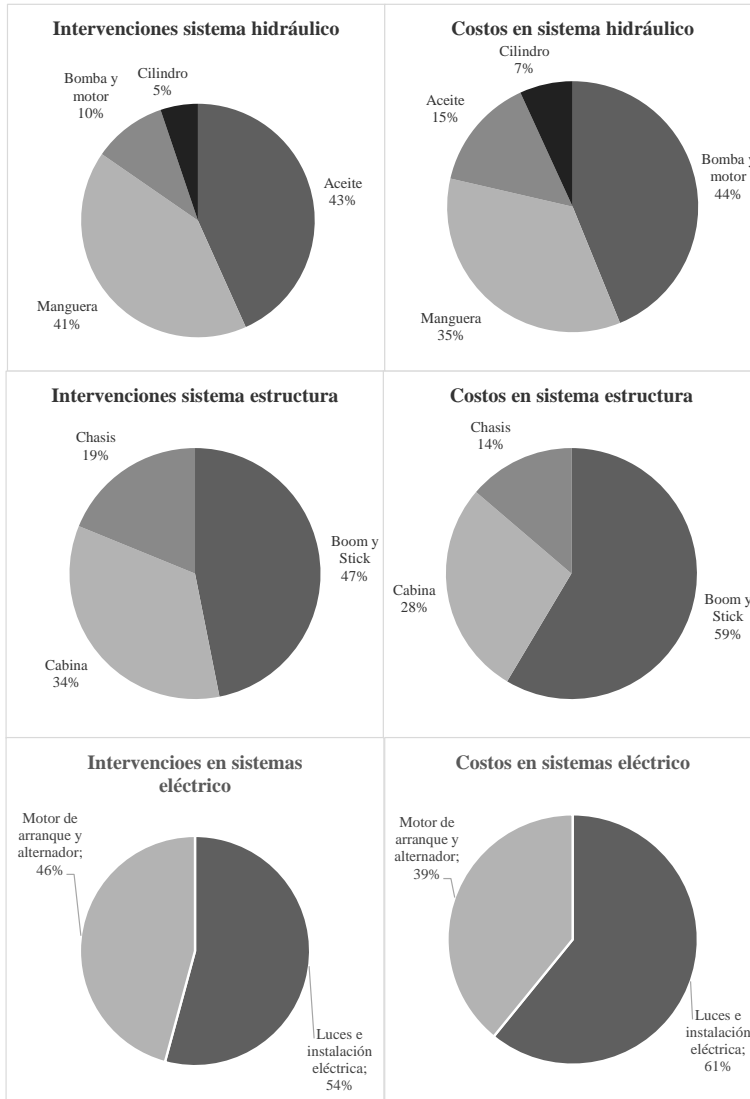 Intervenciones sistema hidráulico
Cilindro
5%
Bomba y
motor
10%
Aceite
43%
Manguera
41%
Costos en sistema hidráulico
Cilindro
7%
Aceite
15%
Bomba y
motor
44%
Manguera
35%
Intervenciones sistema estructura
Chasis
19%
Boom y
Stick
47%
Cabina
34%
Costos en sistema estructura
Chasis
14%
Cabina
28%
Boom y
Stick
59%
Intervencioes en sistemas
eléctrico
Motor de
arranque y
alternador;
46%
Luces e
instalación
eléctrica;
54%
Costos en sistemas eléctrico
Motor de
arranque y
alternador;
39%
Luces e
instalación
eléctrica;
61%